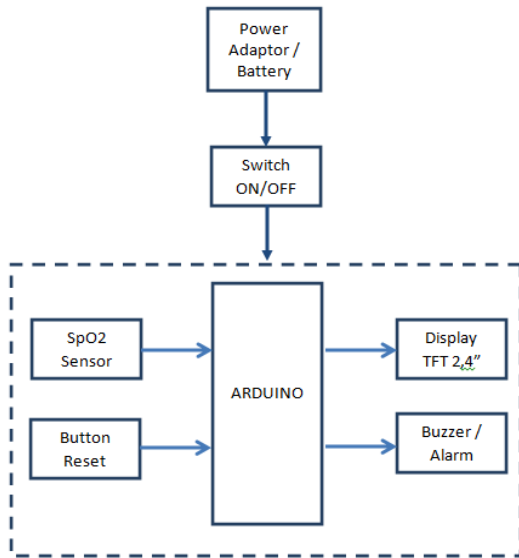 Power
Adaptor /
Battery
Switch
ON/OFF
SpO2
Sensor
Button
Reset
ARDUINO
Display
TFT 2,4”
Buzzer /
Alarm